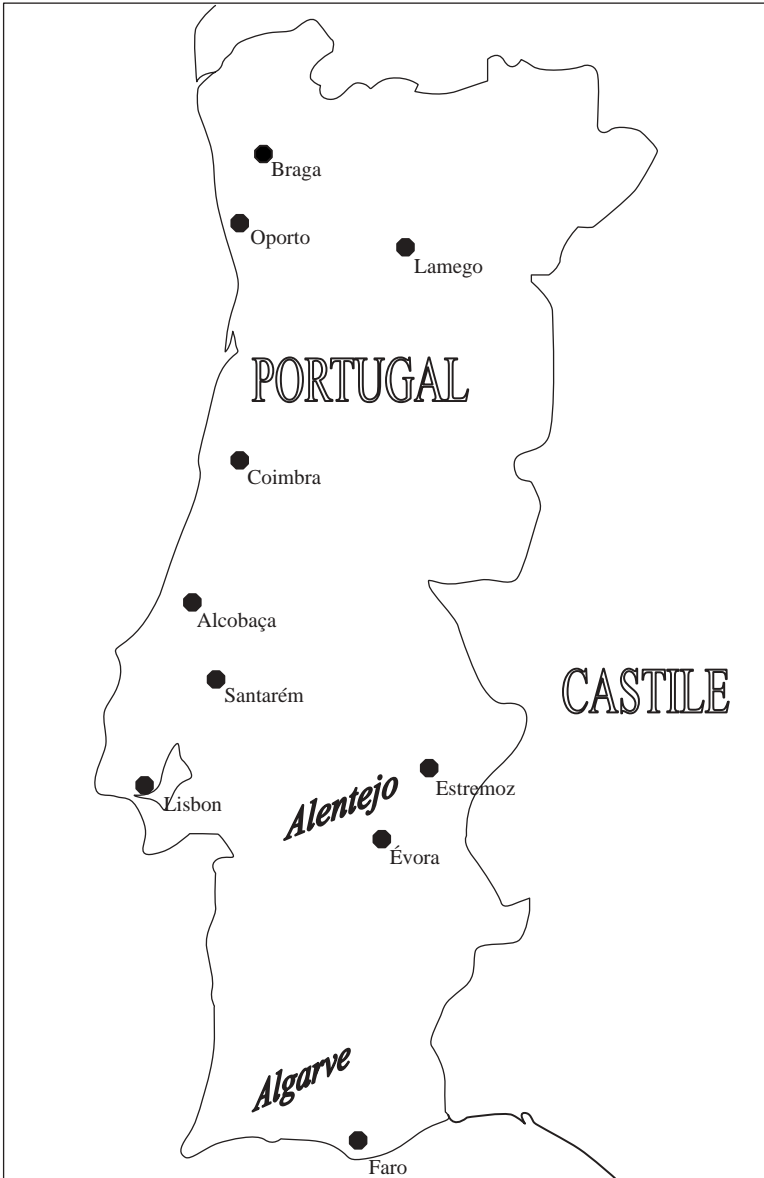 Braga
Oporto
Lamego
PORTUGAL
Coimbra
Alcobaça
Santarém
CASTILE
Estremoz
Lisbon
Alentejo
Évora
Algarve
Faro